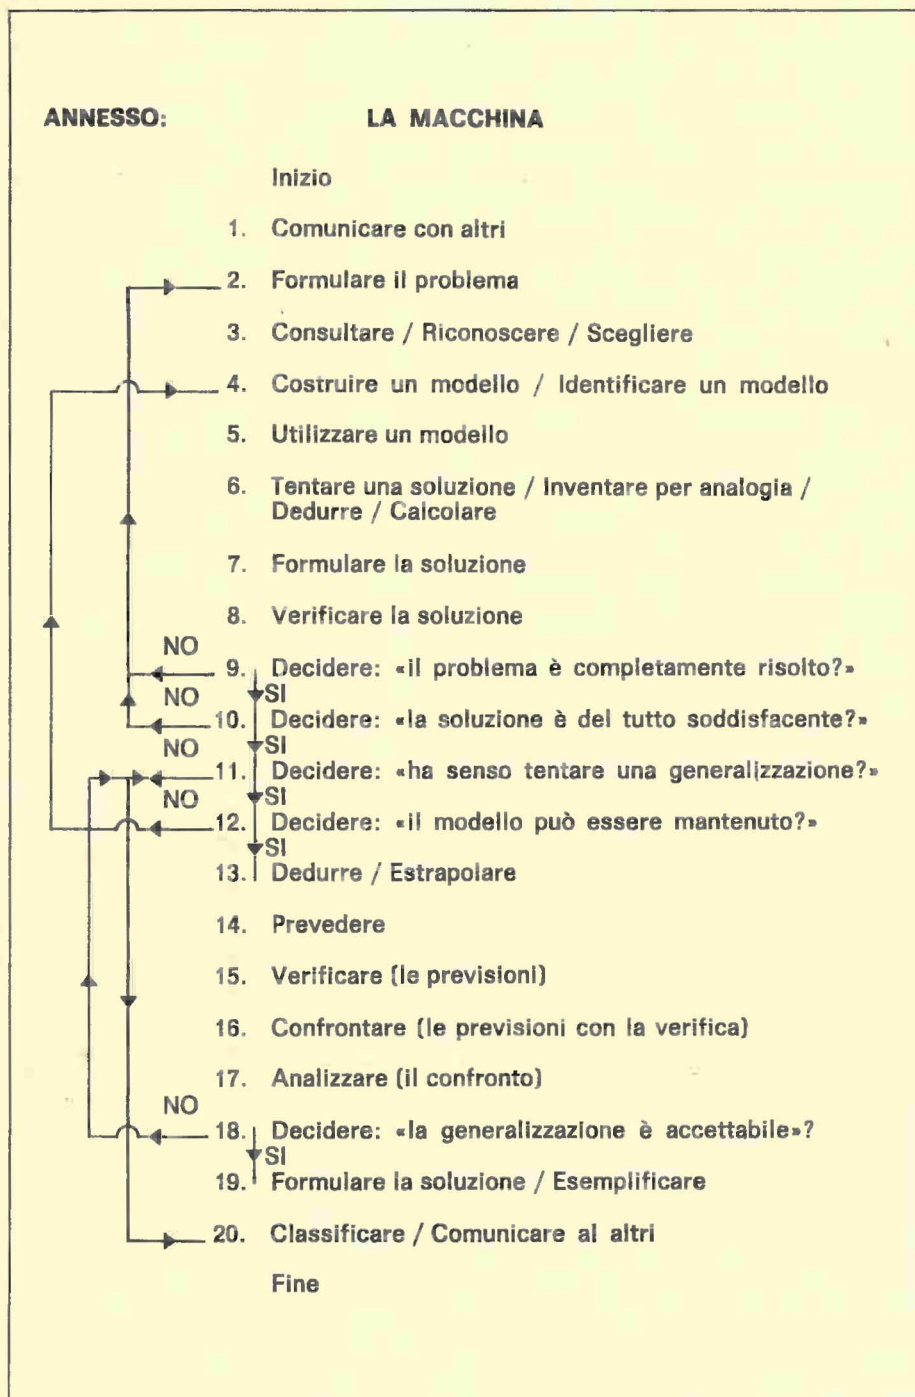 ANNESSO: LA MACCHINA
Inizio
1. Comunicare con altri
2. Formulare il problema
3. Consultare / Riconoscere / Scegliere
4. Costruire un modello / Identificare un modello
5. Utilizzare un modello
6. Tentare una soluzione / Inventare per analogia /
Dedurre / Calcolare
7. Formulare la soluzione
8. Verificare la soluzione
NO
9. Decidere: «il problema è completamente risolto?»
NO SI
10. Decidere: «la soluzione è del tutto soddisfacente?»
NO SI
11. Decidere: «ha senso tentare una generalizzazione?»
NO SI
12. Decidere: «il modello può essere mantenuto?»
SI
13. Dedurre / Estrapolare
14. Prevedere
15. Verificare (le previsioni)
16. Confrontare (le previsioni con la verifica)
17. Analizzare (il confronto)
NO
18. Decidere: «la generalizzazione è accettabile»?
SI
19. Formulare la soluzione / Esemplificare
20. Classificare / Comunicare al altri
Fine